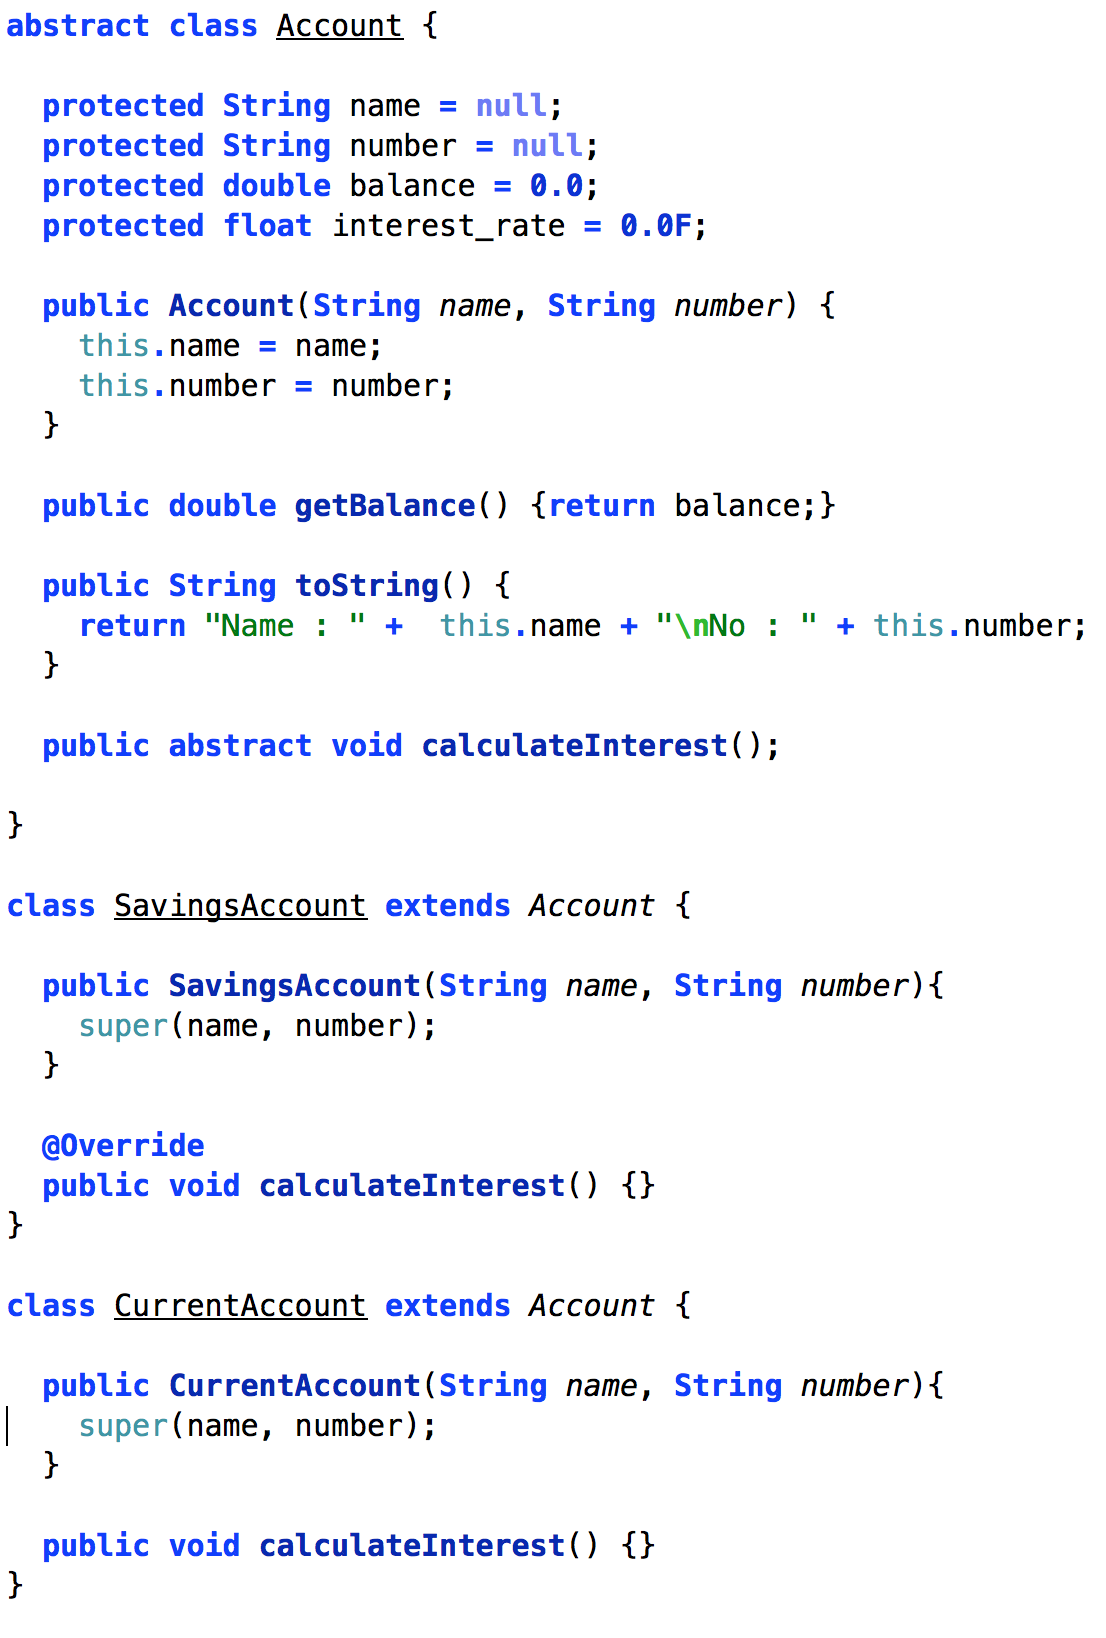 abstract class Account {
  protected String name = null;
  protected String number = null;
  protected double balance = 0.0;
  protected float interest_rate = 0.0F;
  public Account(String name, String number) {
    this.name = name;
    this.number = number;
  }
  public double getBalance() {return balance;}
  public String toString() {
    return "Name : " +  this.name + "\nNo : " + this.number;
  }
  public abstract void calculateInterest();
}
class SavingsAccount extends Account {
  public SavingsAccount(String name, String number){
    super(name, number);
  }
  @Override
  public void calculateInterest() {}
}
class CurrentAccount extends Account {
  public CurrentAccount(String name, String number){
    super(name, number);
  }
  public void calculateInterest() {}
}